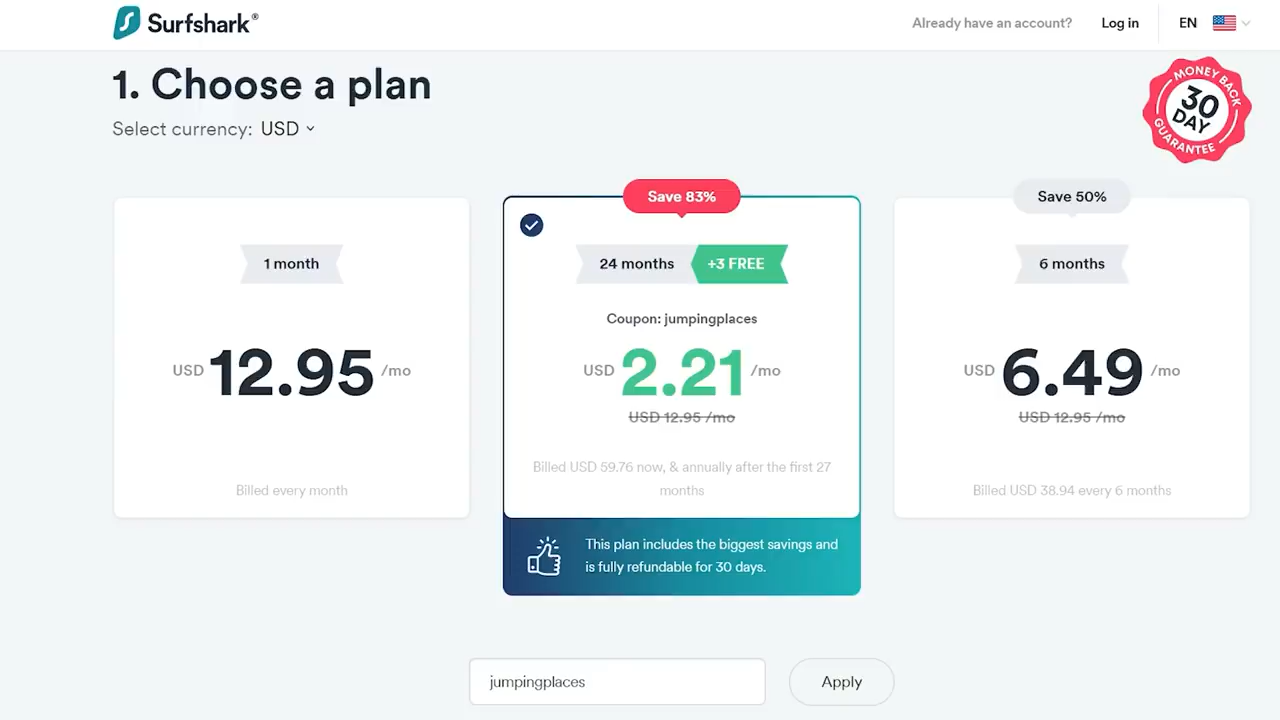 Surfshark®
Already have an account?
Log in
EN
1. Choose a plan
Select currency: USD
MONEY BACK
30
DAY
GUARANTEE
1 month
USD 12.95 /mo
Billed every month
Save 83%
24 months +3 FREE
Coupon: jumpingplaces
USD 2.21 /mo
USD 12.95 /mo
Billed USD 59.76 now, & annually after the first 27
months
This plan includes the biggest savings and
is fully refundable for 30 days.
Save 50%
6 months
USD 6.49 /mo
USD 12.95 /mo
Billed USD 38.94 every 6 months
jumpingplaces
Apply